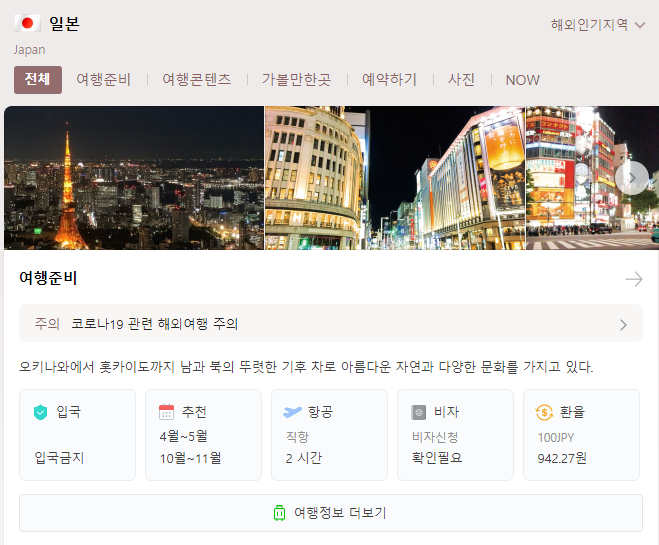 일본
해외인기지역
Japan
전체 여행준비 여행콘텐츠 가볼만한곳 예약하기 사진 NOW
여행준비
주의 코로나19 관련 해외여행 주의
오키나와에서 홋카이도까지 남과 북의 뚜렷한 기후 차로 아름다운 자연과 다양한 문화를 가지고 있다.
입국
입국금지
추천
4월~5월
10월~11월
항공
직항
2 시간
비자
비자신청
확인필요
환율
100JPY
942.27원
여행정보 더보기